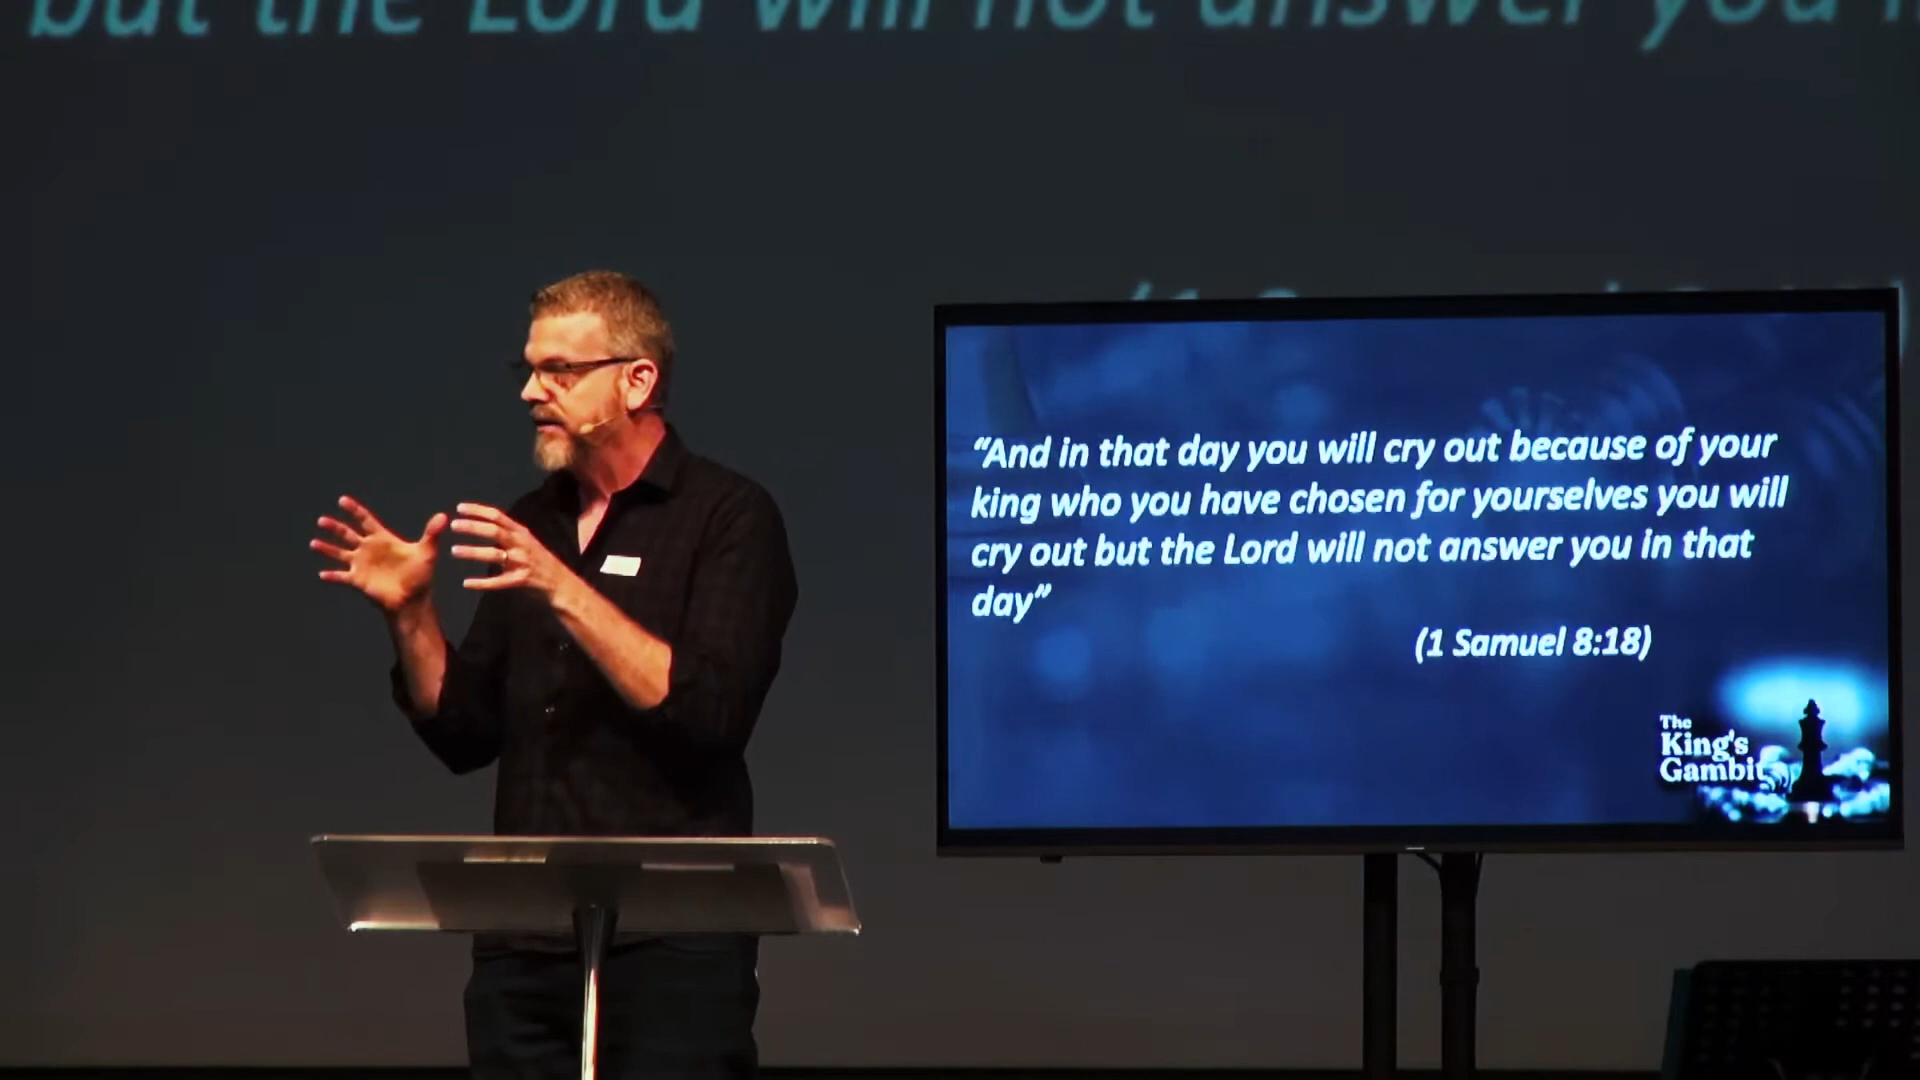 but the Lord will not answer you
“And in that day you will cry out because of your
king who you have chosen for yourselves you will
cry out but the Lord will not answer you in that
day”
(1 Samuel 8:18)
The
King's
Gambit